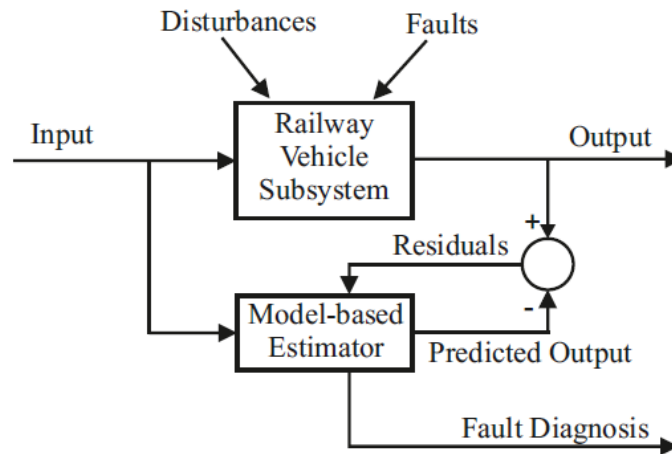 Disturbances
Faults
Input
Railway
Vehicle
Subsystem
Output
+
Residuals
-
Model-based
Estimator
Predicted Output
Fault Diagnosis